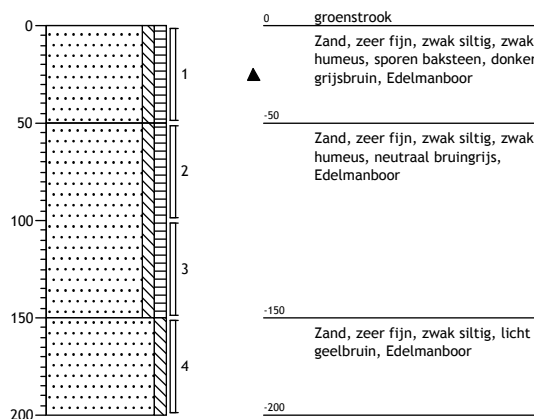 0
50
100
150
200
1
2
3
4
0 groenstrook
Zand, zeer fijn, zwak siltig, zwak
humeus, sporen baksteen, donker
grijsbruin, Edelmanboor
-50
Zand, zeer fijn, zwak siltig, zwak
humeus, neutraal bruingrijs,
Edelmanboor
-150
Zand, zeer fijn, zwak siltig, licht
geelbruin, Edelmanboor
-200